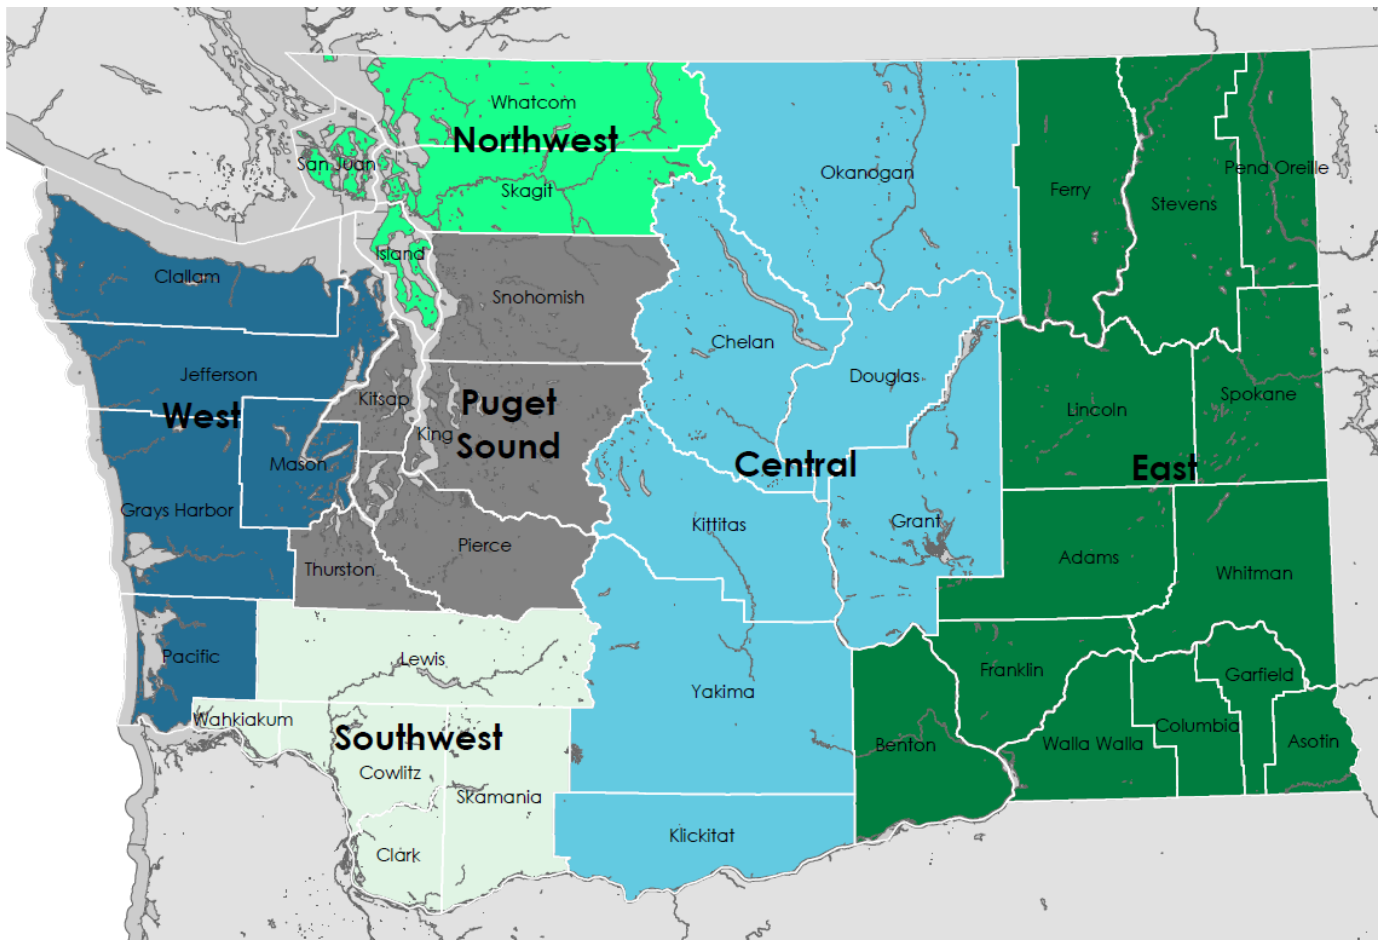 Whatcom
Northwest
San Juan
Skagit
Island
Okanogan
Ferry
Stevens
Pend Oreille
Clallam
Snohomish
Chelan
Jefferson
West
Kitsap
Puget
Sound
King
Douglas
Lincoln
Spokane
Mason
Central
East
Grays Harbor
Kittitas
Grant
Thurston
Pierce
Adams
Whitman
Pacific
Lewis
Yakima
Franklin
Garfield
Wahkiakum
Southwest
Cowlitz
Skamania
Benton
Walla Walla
Columbia
Asotin
Clark
Klickitat